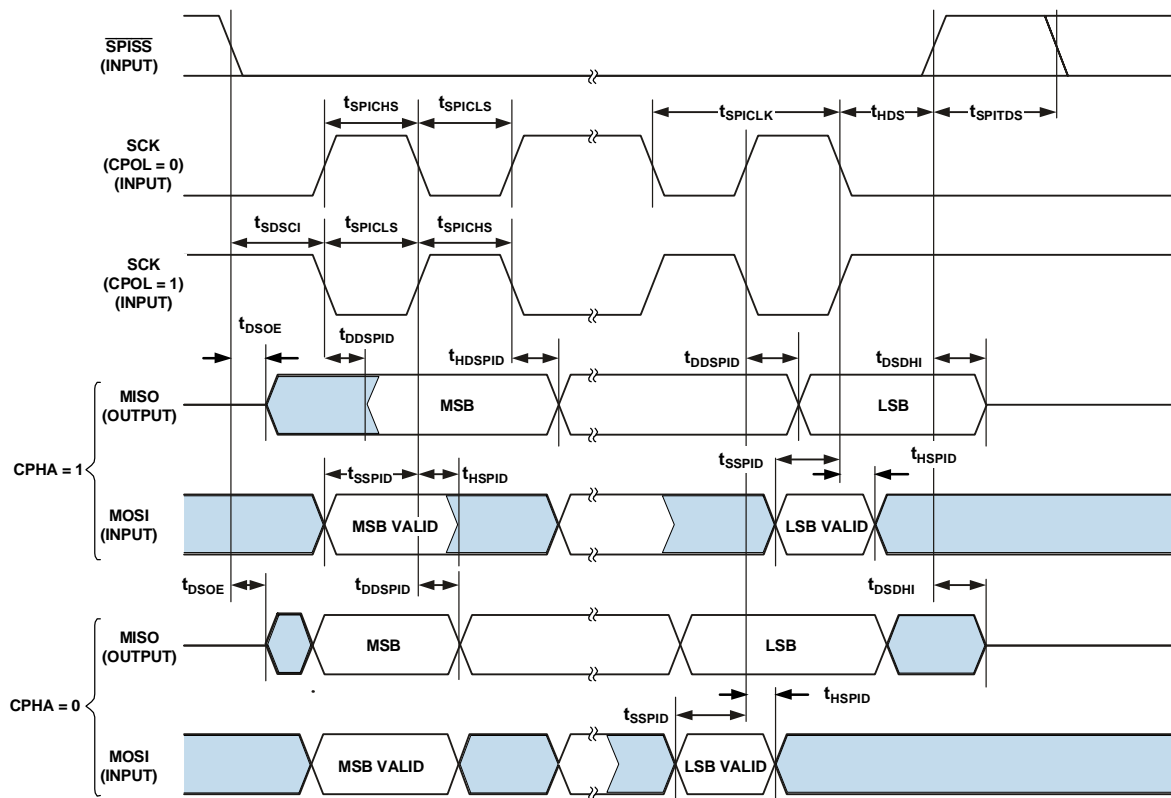 SPISS
(INPUT)
tSPICHS tSPICLS tSPICLK tHDS tSPITDS
SCK
(CPOL = 0)
(INPUT)
tSDSCI tSPICLS tSPICHS
SCK
(CPOL = 1)
(INPUT)
tDSOE tDDSPID tHDSPID tDDSPID tDSDHI
MISO
(OUTPUT)
MSB LSB
CPHA = 1
tSSPID tHSPID tSSPID tHSPID
MOSI
(INPUT)
MSB VALID LSB VALID
tDSOE tDDSPID tDSDHI
MISO
(OUTPUT)
MSB LSB
CPHA = 0
tSSPID tHSPID
MOSI
(INPUT)
MSB VALID LSB VALID